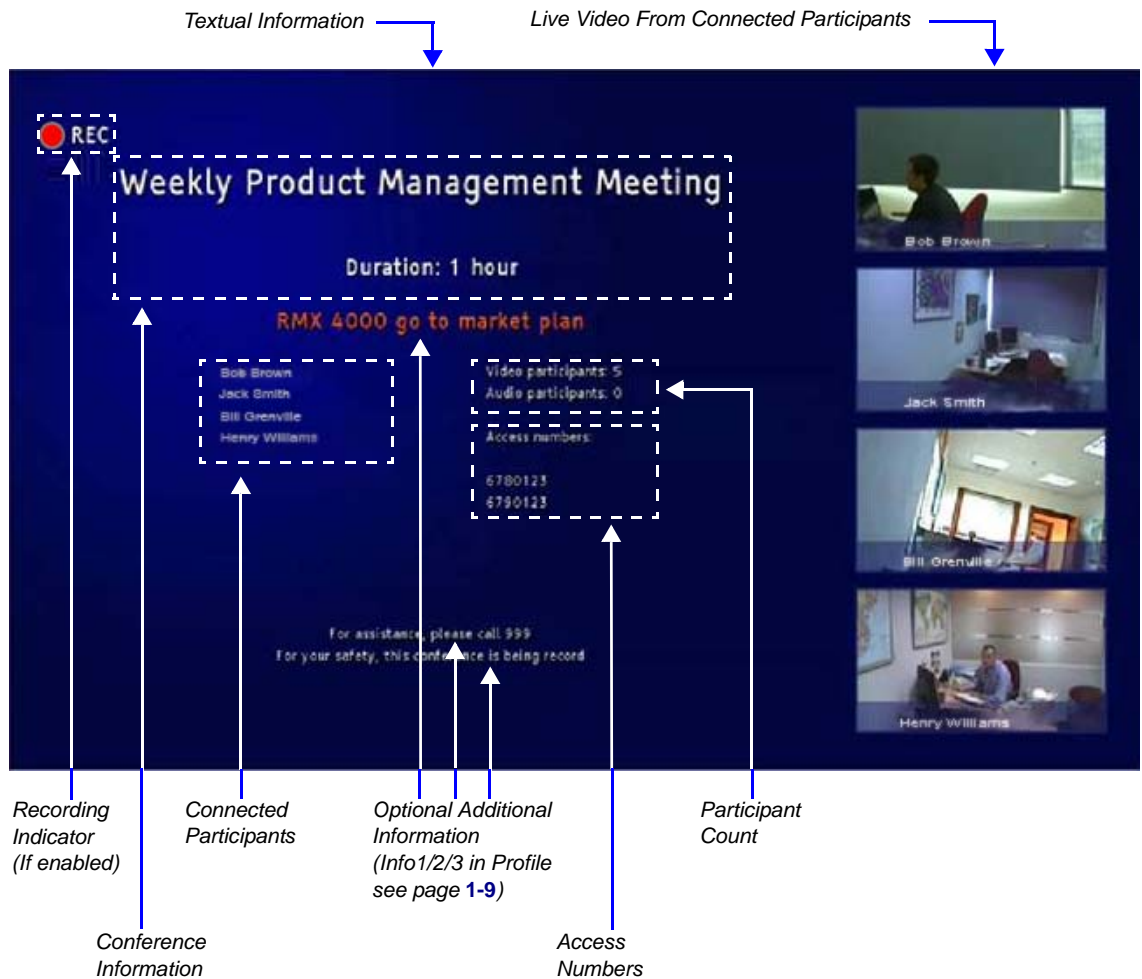 Textual Information
Live Video From Connected Participants
REC
Weekly Product Management Meeting
Duration: 1 hour
RMX 4000 go to market plan
Bob Brown
Jack Smith
Bill Grenville
Henry Williams
Video participants: 5
Audio participants: 0
Access numbers:
6780123
6790123
For assistance, please call 999
For your safety, this conference is being record
Bob Brown
Jack Smith
Bill Grenville
Henry Williams
Recording
Indicator
(If enabled)
Connected
Participants
Optional Additional
Information
(Info1/2/3 in Profile
see page 1-9)
Participant
Count
Conference
Information
Access
Numbers